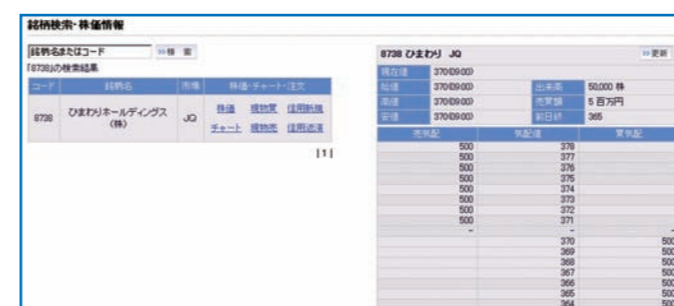 銘柄検索・株価情報
銘柄名またはコード >>検 索
「8738」の検索結果
コード 銘柄名 市場 株価・チャート・注文
8738 ひまわりホールディングス(株) JQ 株価 現物買 信用新規
チャート 現物売 信用返済
|1|
8738 ひまわり JQ >>更新
現在値 370(09:00)
始値 370(09:00) 出来高 50,000 株
高値 370(09:00) 売買額 5 百万円
安値 370(09:00) 前日終 365
売気配 気配値 買気配
500 378
500 377
500 376
500 375
500 374
500 373
500 372
500 371
- - -
370 500
369 500
368 500
367 500
366 500
365 500
364 500